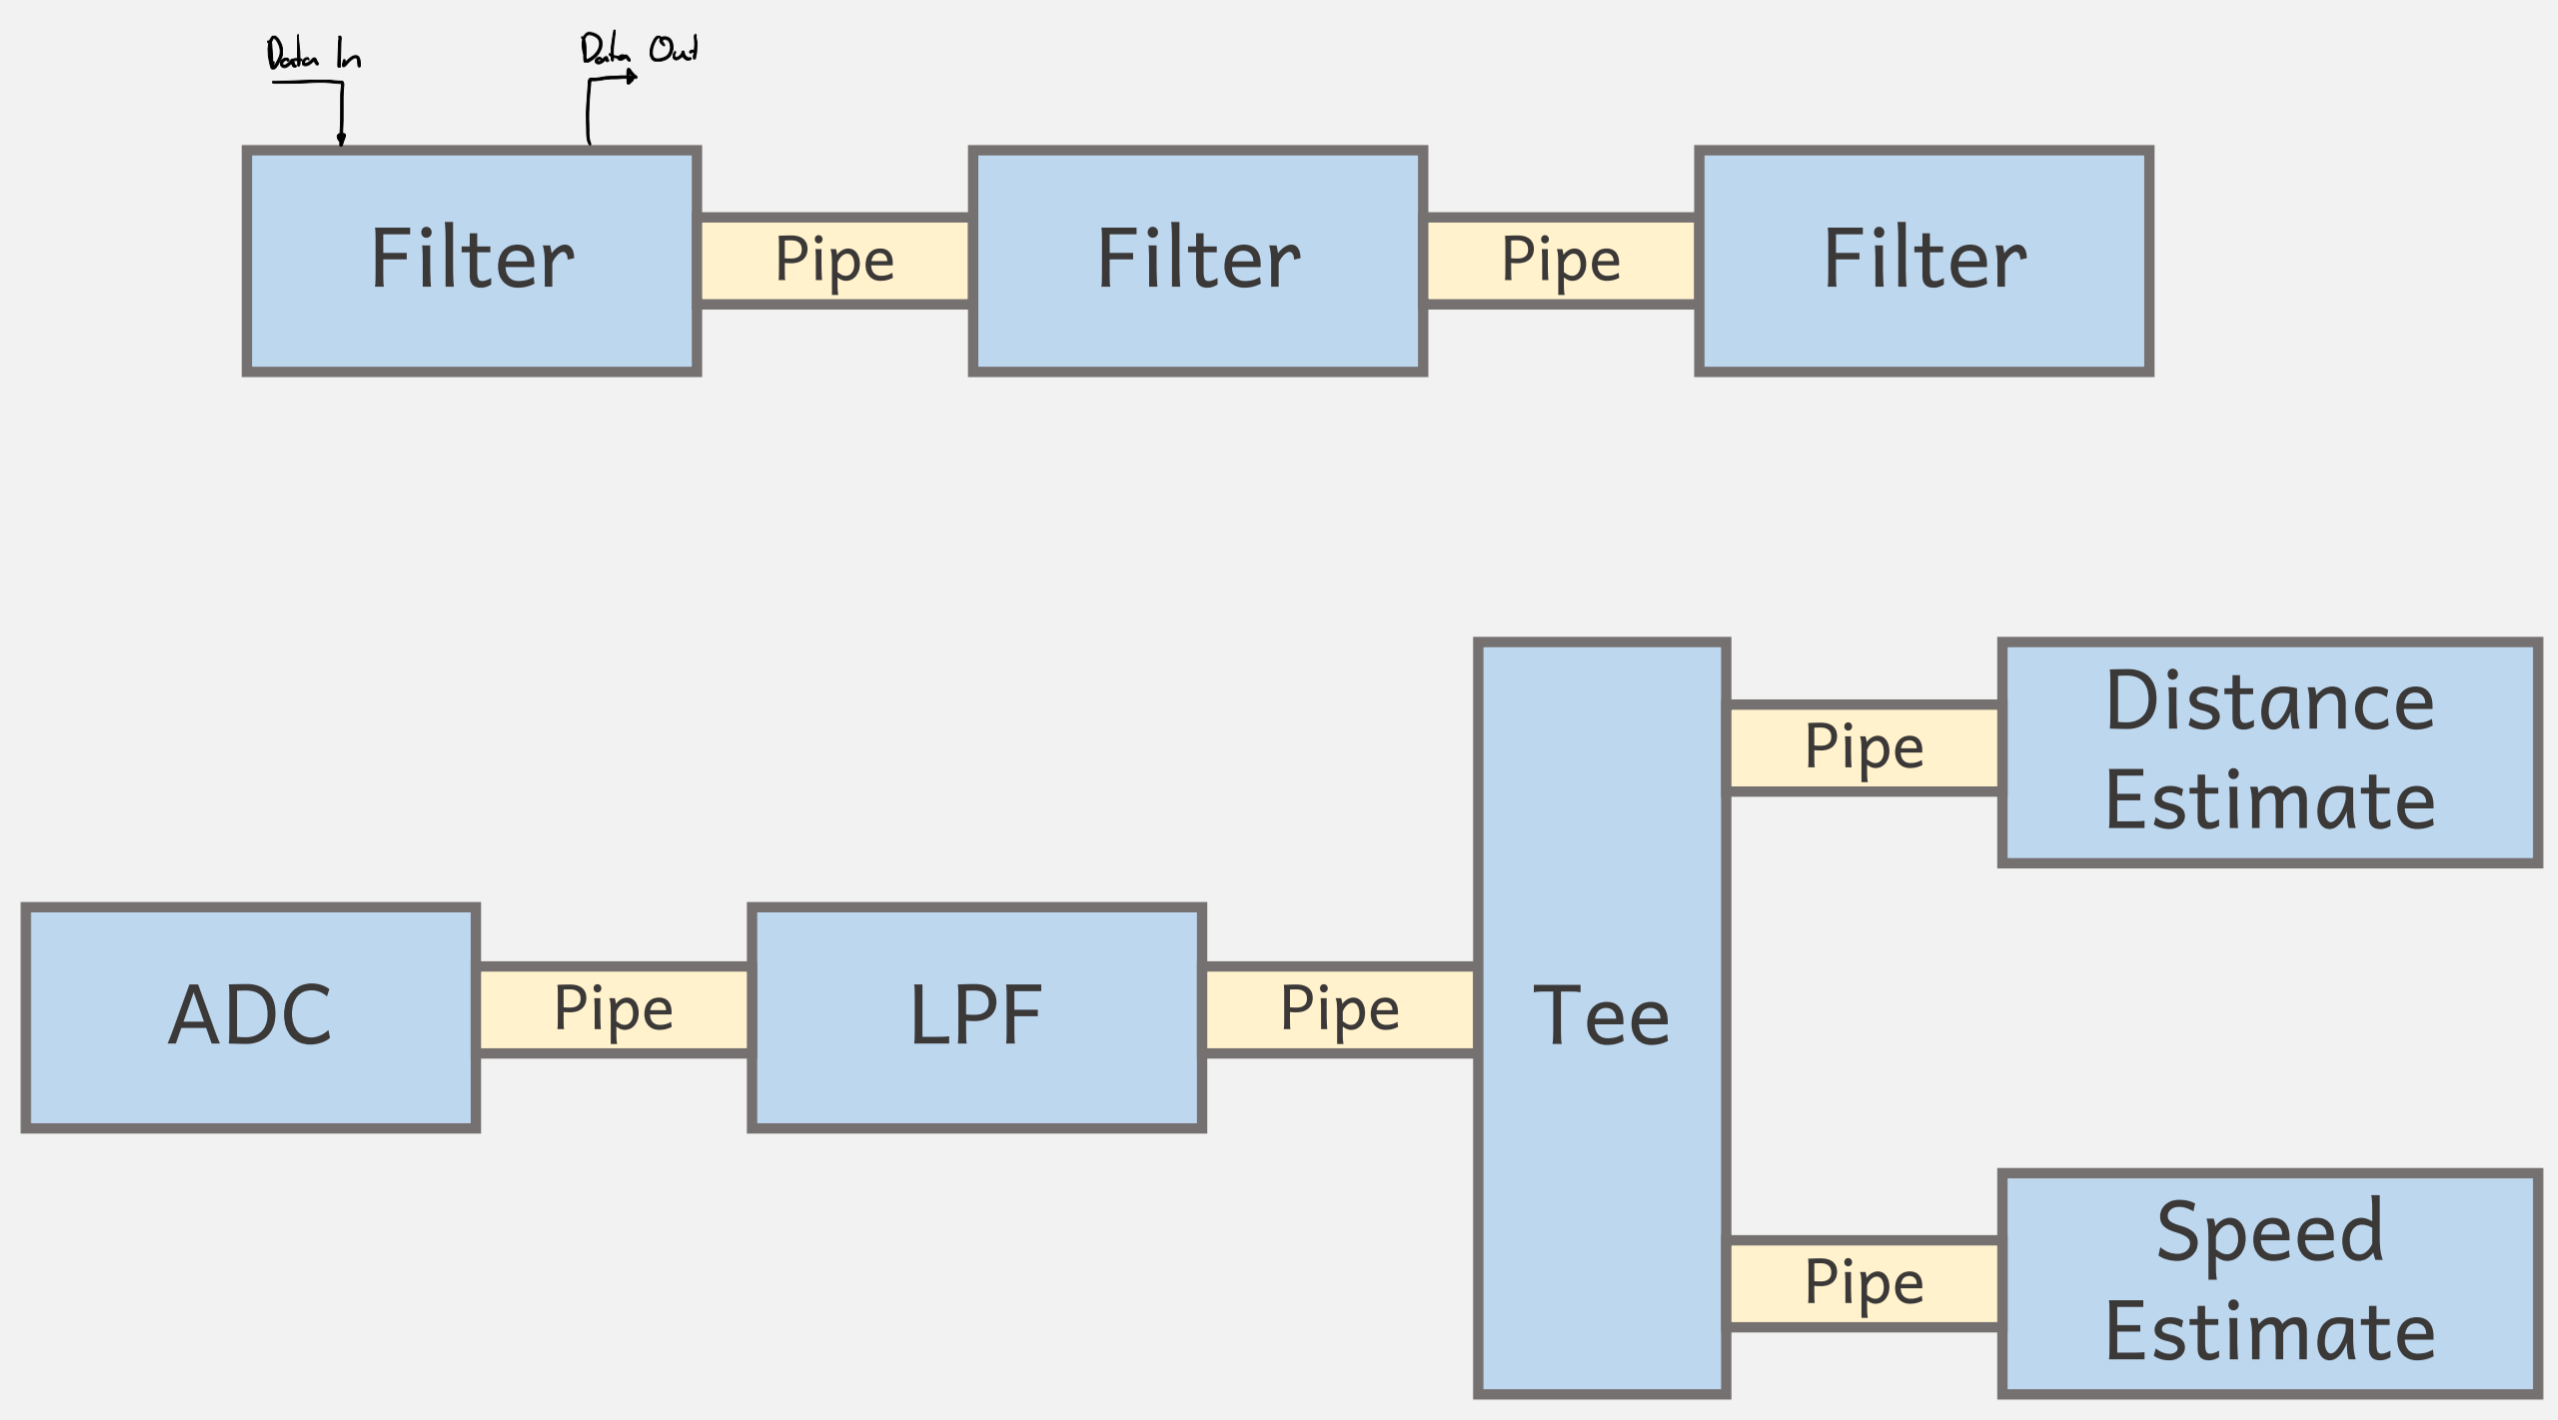 Data In
Data Out
Filter
Pipe
Filter
Pipe
Filter
ADC
Pipe
LPF
Pipe
Tee
Pipe
Distance
Estimate
Pipe
Speed
Estimate